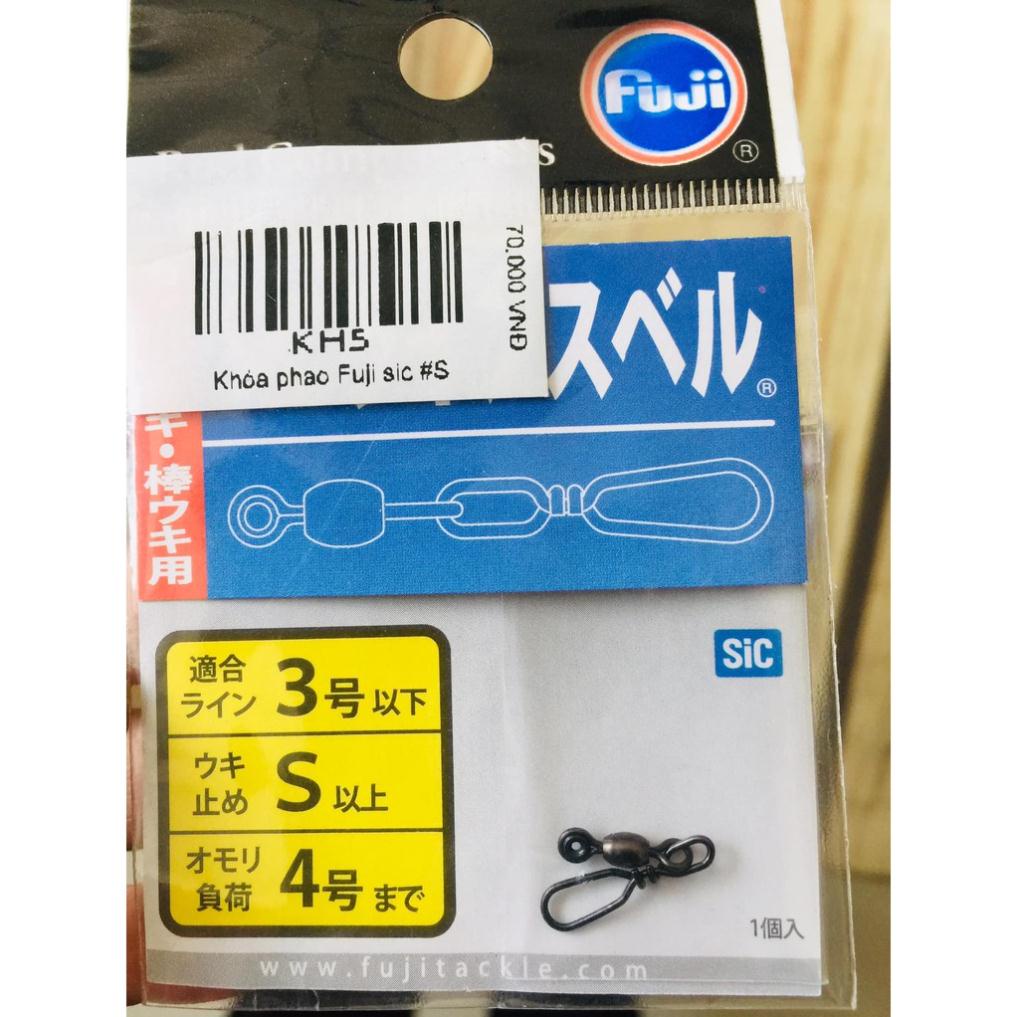 Fuji
®
70.000 VNĐ
KH5
Khóa phao Fuji sic #S
スベル
®
キ・棒ウキ用
SiC
適合
ライン 3号 以下
ウキ
止め S 以上
オモリ
負荷 4号 まで
1個入
www.fujitackle.com